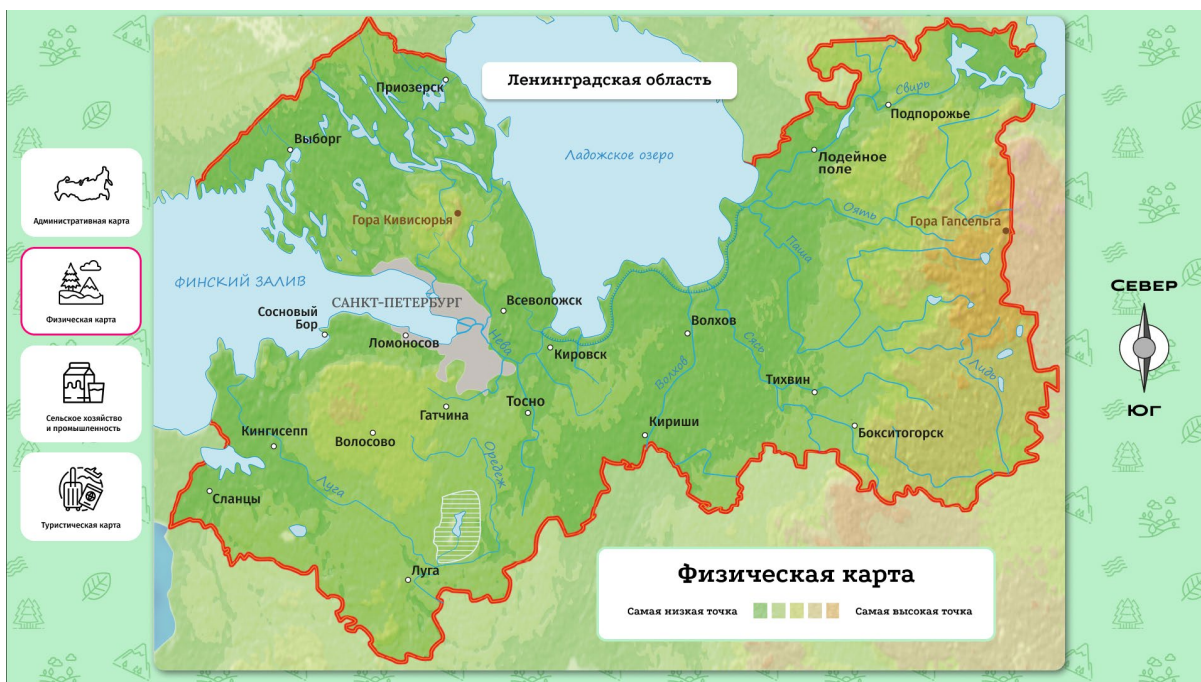 Ленинградская область
Приозерск
Выборг
Ладожское озеро
Свирь
Подпорожье
Лодейное
поле
Гора Кивисюрья
Оять
Гора Гапсельга
Паша
Административная карта
ФИНСКИЙ ЗАЛИВ
САНКТ-ПЕТЕРБУРГ
Всеволожск
Сосновый
Бор
Ломоносов
Нева
Кировск
Волхов
Волхов
Сясь
Лидь
Физическая карта
СЕВЕР
ЮГ
Тихвин
Гатчина
Тосно
Кириши
Бокситогорск
Кингисепп
Волосово
Оредеж
Сельское хозяйство
и промышленность
Сланцы
Луга
Луга
Туристическая карта
Физическая карта
Самая низкая точка
Самая высокая точка